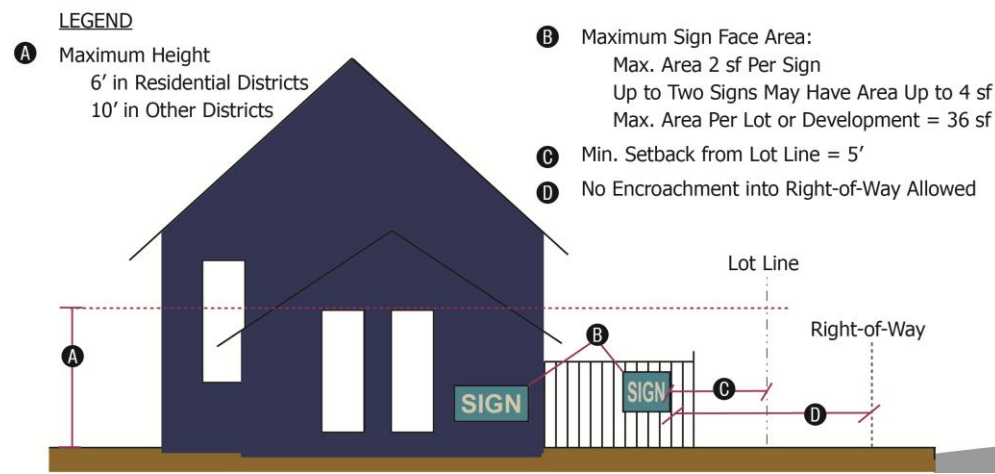 LEGEND
A Maximum Height
6’ in Residential Districts
10’ in Other Districts
B Maximum Sign Face Area:
Max. Area 2 sf Per Sign
Up to Two Signs May Have Area Up to 4 sf
Max. Area Per Lot or Development = 36 sf
C Min. Setback from Lot Line = 5’
D No Encroachment into Right-of-Way Allowed
Lot Line
Right-of-Way
A
B
SIGN
SIGN
C
D